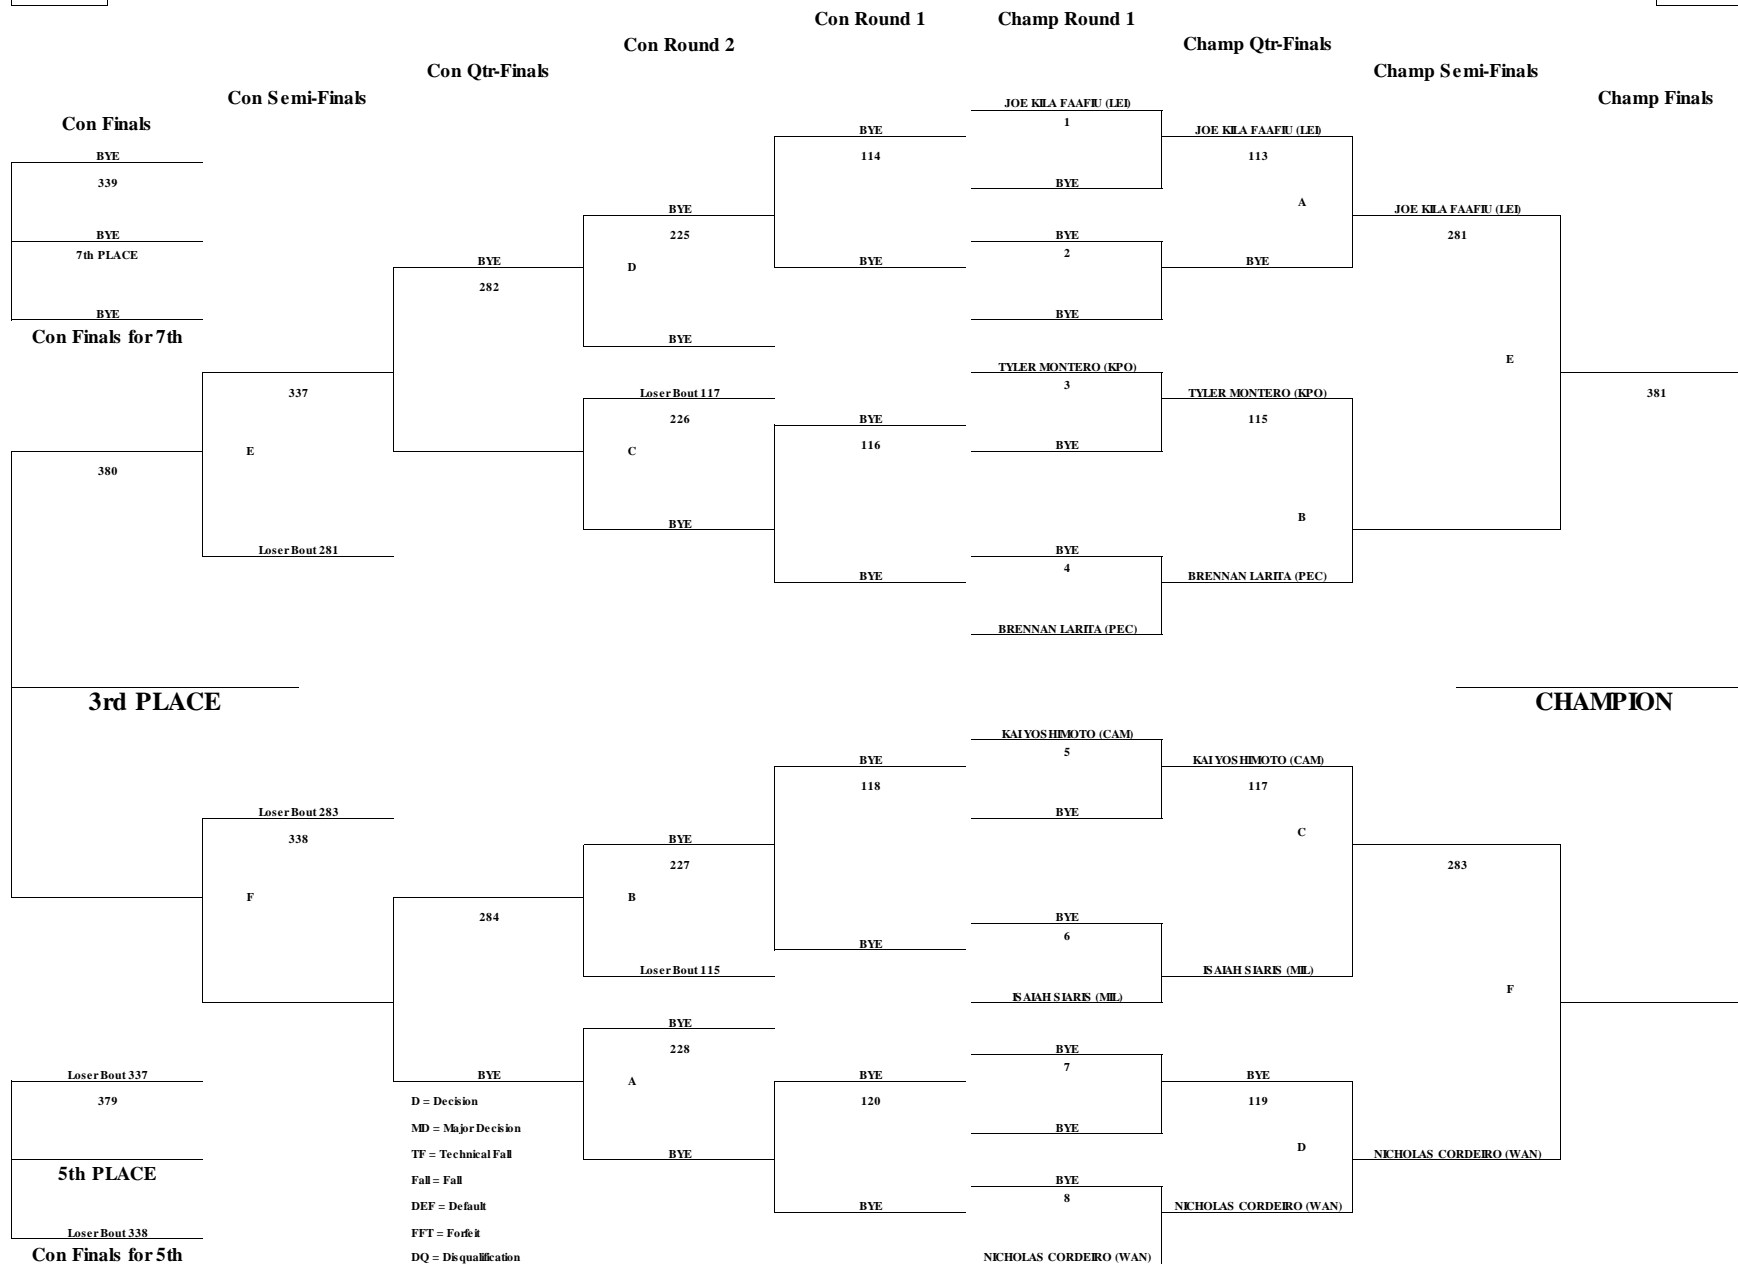 Con Round 1
Champ Round 1
Con Round 2
Champ Qtr-Finals
Con Qtr-Finals
Champ Semi-Finals
Con Semi-Finals
Champ Finals
Con Finals
JOE KILA FAAFIU (LEI)
1
BYE
JOE KILA FAAFIU (LEI)
BYE
114
113
339
BYE
A
BYE
JOE KILA FAAFIU (LEI)
BYE
225
BYE
281
7th PLACE
2
BYE
D
BYE
BYE
282
BYE
BYE
Con Finals for 7th
BYE
E
TYLER MONTERO (KPO)
3
337
Loser Bout 117
TYLER MONTERO (KPO)
381
226
BYE
115
E
C
116
BYE
380
B
BYE
Loser Bout 281
BYE
4
BYE
BRENNAN LARITA (PEC)
BRENNAN LARITA (PEC)
3rd PLACE
CHAMPION
KAI YOSHIMOTO (CAM)
5
BYE
KAI YOSHIMOTO (CAM)
118
117
Loser Bout 283
BYE
338
BYE
C
227
283
F
B
284
BYE
6
BYE
Loser Bout 115
ISAIAH SIARIS (MIL)
ISAIAH SIARIS (MIL)
F
BYE
228
BYE
7
Loser Bout 337
BYE
A
BYE
BYE
379
D = Decision
120
119
MD = Major Decision
BYE
D
TF = Technical Fall
BYE
NICHOLAS CORDEIRO (WAN)
5th PLACE
Fall = Fall
BYE
8
DEF = Default
BYE
NICHOLAS CORDEIRO (WAN)
Loser Bout 338
FFT = Forfeit
Con Finals for 5th
DQ = Disqualification
NICHOLAS CORDEIRO (WAN)